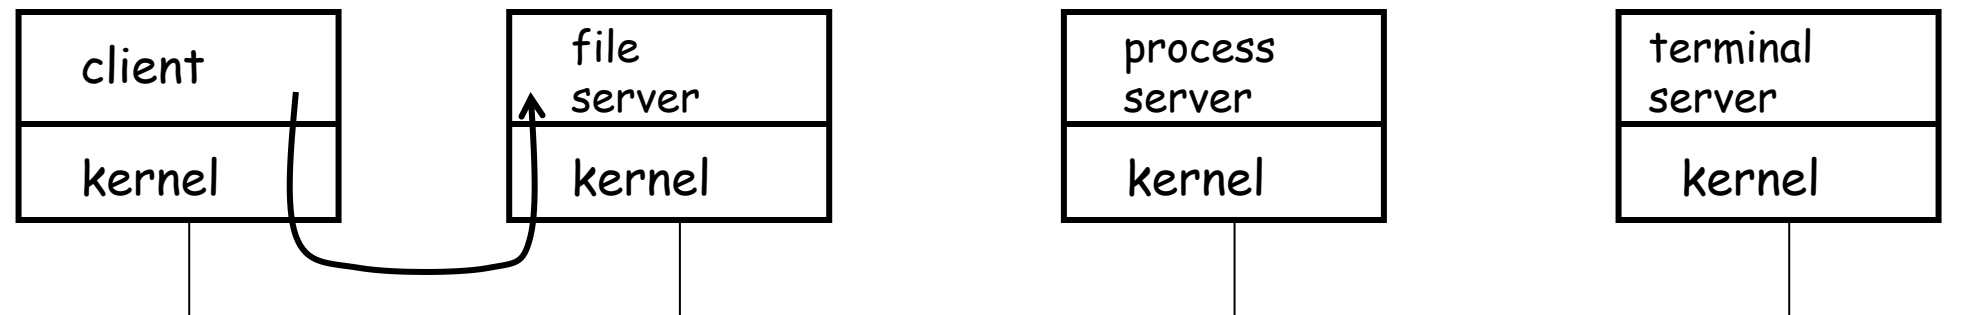 client
kernel
file
server
kernel
process
server
kernel
terminal
server
kernel